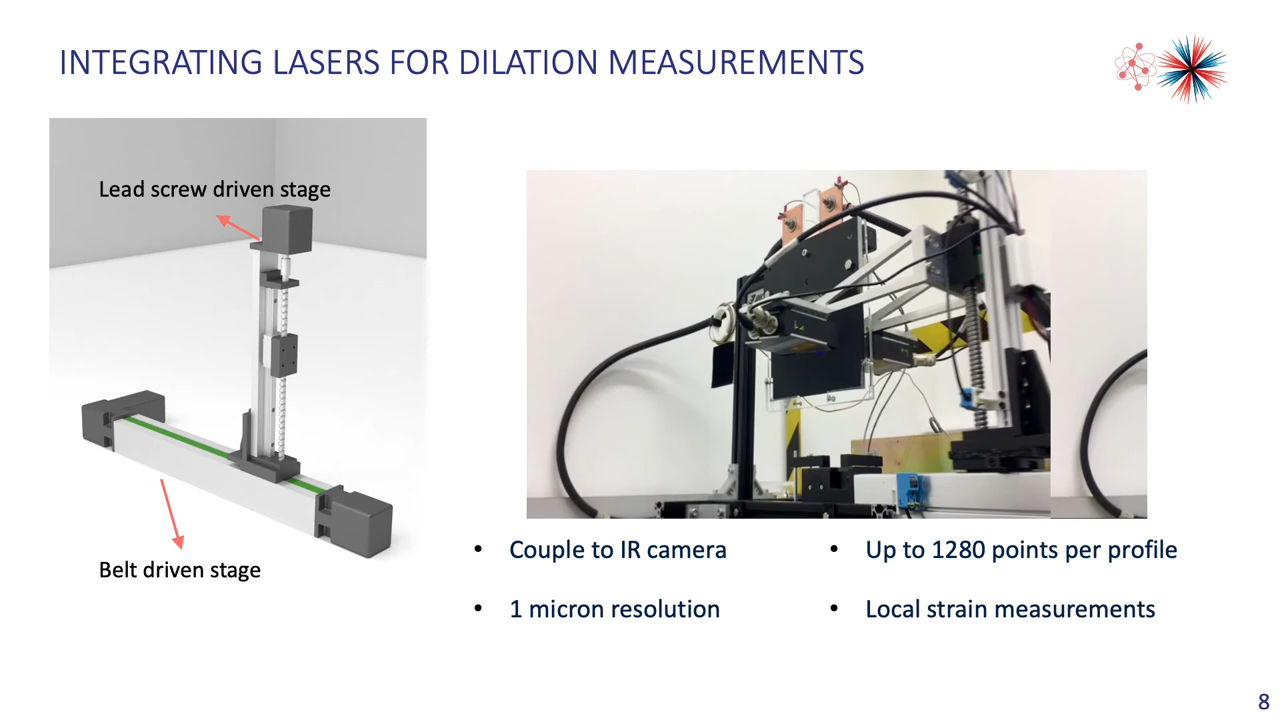 INTEGRATING LASERS FOR DILATION MEASUREMENTS
Lead screw driven stage
Belt driven stage
• Couple to IR camera
• 1 micron resolution
• Up to 1280 points per profile
• Local strain measurements
8